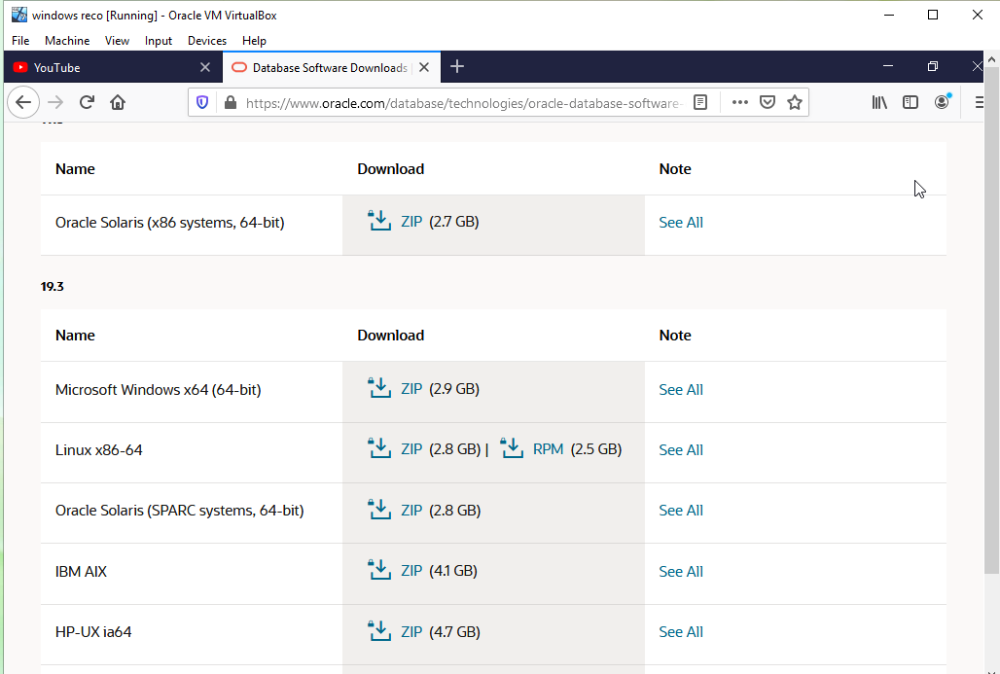 windows reco [Running] - Oracle VM VirtualBox
File Machine View Input Devices Help
YouTube
Database Software Downloads
https://www.oracle.com/database/technologies/oracle-database-software-
Name Download Note
Oracle Solaris (x86 systems, 64-bit) ZIP (2.7 GB) See All
19.3
Name Download Note
Microsoft Windows x64 (64-bit) ZIP (2.9 GB) See All
Linux x86-64 ZIP (2.8 GB) | RPM (2.5 GB) See All
Oracle Solaris (SPARC systems, 64-bit) ZIP (2.8 GB) See All
IBM AIX ZIP (4.1 GB) See All
HP-UX ia64 ZIP (4.7 GB) See All